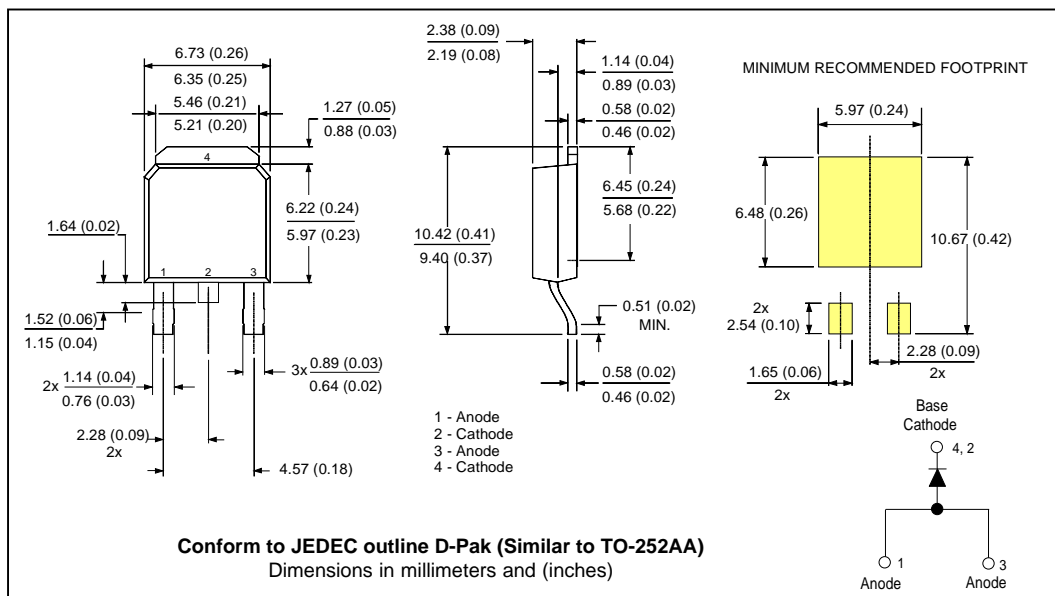 6.73 (0.26)
6.35 (0.25)
5.46 (0.21)
5.21 (0.20)
1.27 (0.05)
0.88 (0.03)
4
6.22 (0.24)
5.97 (0.23)
1.64 (0.02)
1
2
3
1.52 (0.06)
1.15 (0.04)
2x 1.14 (0.04)
0.76 (0.03)
3x 0.89 (0.03)
0.64 (0.02)
2.28 (0.09)
2x
4.57 (0.18)
2.38 (0.09)
2.19 (0.08)
1.14 (0.04)
0.89 (0.03)
0.58 (0.02)
0.46 (0.02)
6.45 (0.24)
5.68 (0.22)
10.42 (0.41)
9.40 (0.37)
0.51 (0.02)
MIN.
0.58 (0.02)
0.46 (0.02)
1 - Anode
2 - Cathode
3 - Anode
4 - Cathode
MINIMUM RECOMMENDED FOOTPRINT
5.97 (0.24)
6.48 (0.26)
10.67 (0.42)
2x
2.54 (0.10)
1.65 (0.06)
2x
2.28 (0.09)
2x
Base
Cathode
4, 2
1
Anode
3
Anode
Conform to JEDEC outline D-Pak (Similar to TO-252AA)
Dimensions in millimeters and (inches)